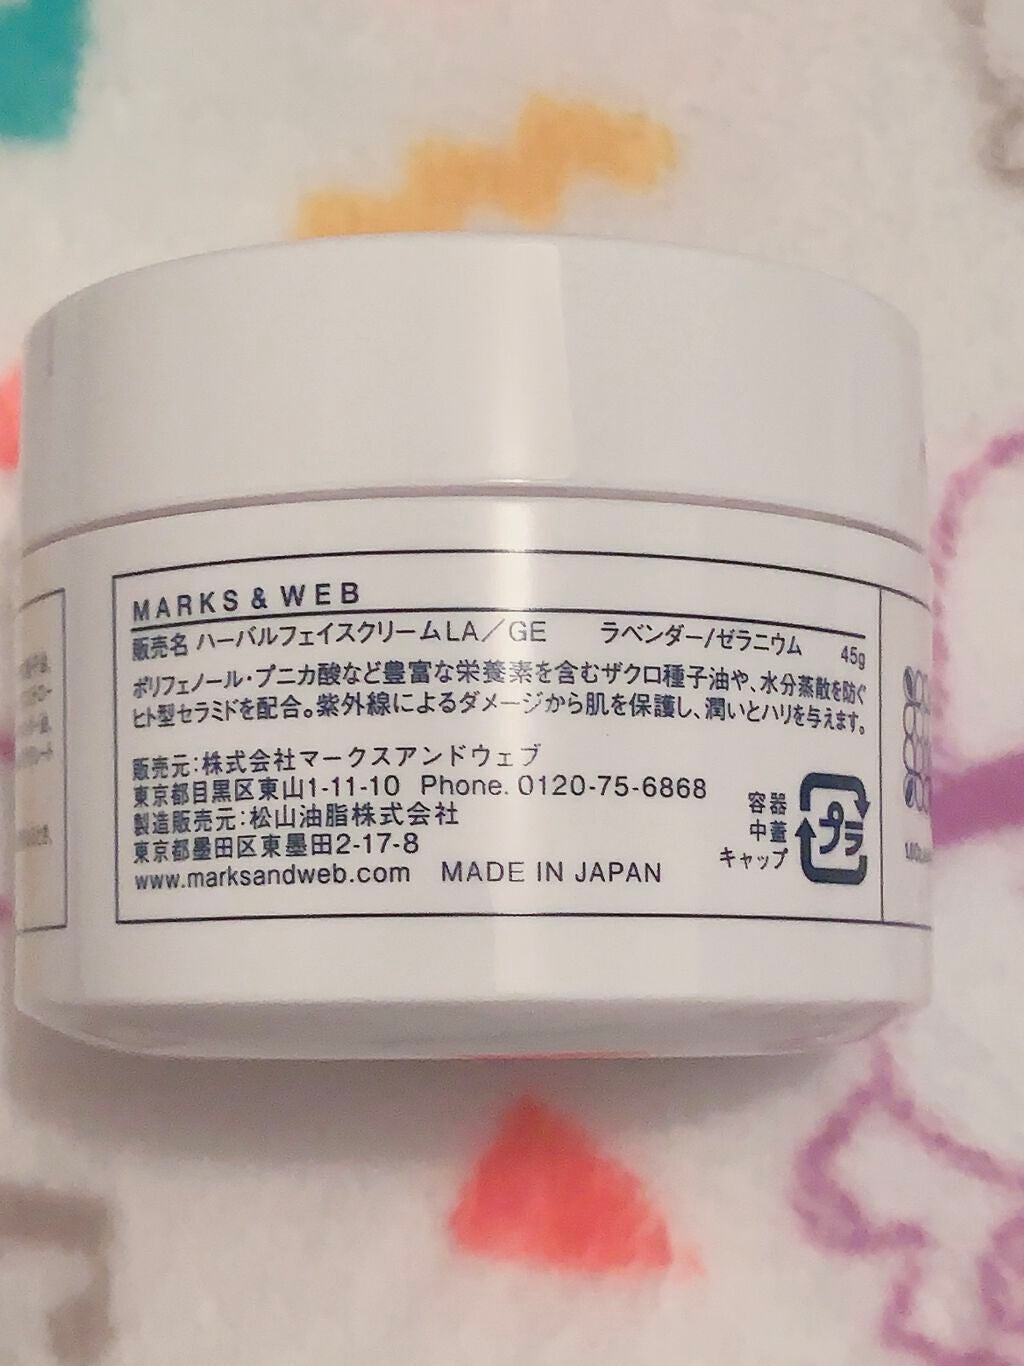 MARKS & WEB
販売名 ハーバルフェイスクリームLA/GE ラベンダー/ゼラニウム 45g
ポリフェノール・プニカ酸など豊富な栄養素を含むザクロ種子油や、水分蒸散を防ぐ
ヒト型セラミドを配合。紫外線によるダメージから肌を保護し、潤いとハリを与えます。
販売元:株式会社マークスアンドウェブ
東京都目黒区東山1-11-10 Phone. 0120-75-6868
製造販売元:松山油脂株式会社
東京都墨田区東墨田2-17-8
www.marksandweb.com MADE IN JAPAN
容器
中蓋
キャップ
プラ